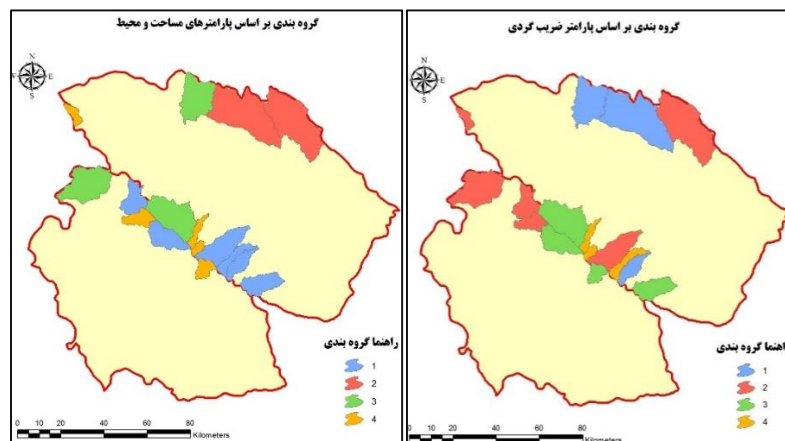 گروه بندی بر اساس پارامترهای مساحت و محیط
N
W E
S
راهنما گروه بندی
1
2
3
4
0 10 20 40 60 80
Kilometers
گروه بندی بر اساس پارامتر ضریب گردی
N
W E
S
راهنما گروه بندی
1
2
3
4
0 10 20 40 60 80
Kilometers